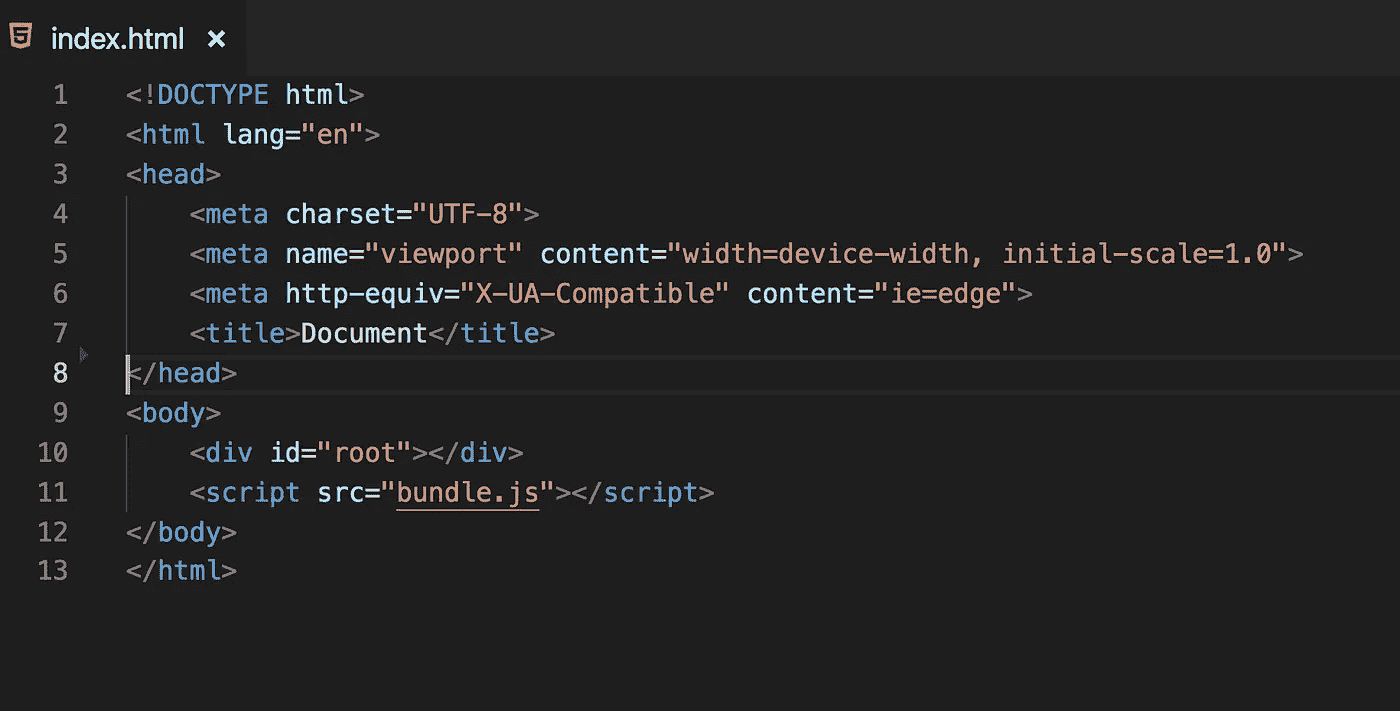 index.html ×
1 <!DOCTYPE html>
2 <html lang="en">
3 <head>
4     <meta charset="UTF-8">
5     <meta name="viewport" content="width=device-width, initial-scale=1.0">
6     <meta http-equiv="X-UA-Compatible" content="ie=edge">
7     <title>Document</title>
8 </head>
9 <body>
10     <div id="root"></div>
11     <script src="bundle.js"></script>
12 </body>
13 </html>